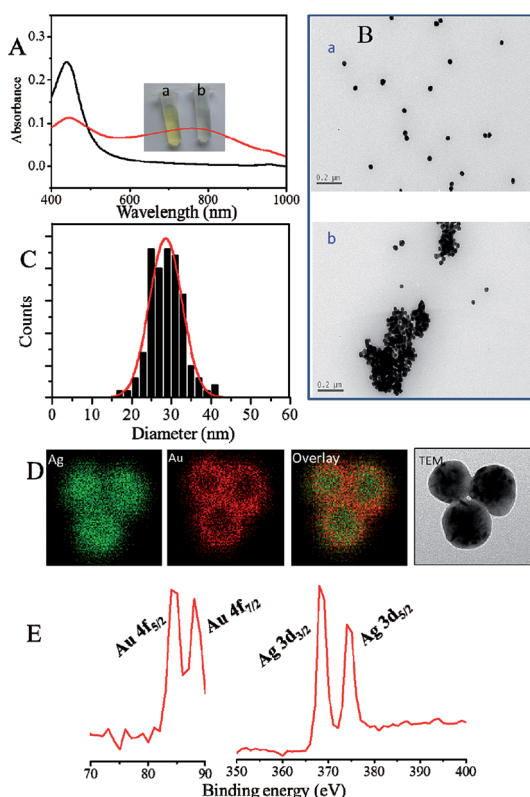 A
Absorbance
0.3
0.2
0.1
0.0
a b
400 600 800 1000
Wavelength (nm)
B
a
0.2 µm
b
0.2 µm
C
Counts
0 10 20 30 40 50 60
Diameter (nm)
D
Ag
Au
Overlay
TEM
E
Au 4f5/2
Au 4f7/2
Ag 3d3/2
Ag 3d5/2
70 80 90
350 360 370 380 390 400
Binding energy (eV)